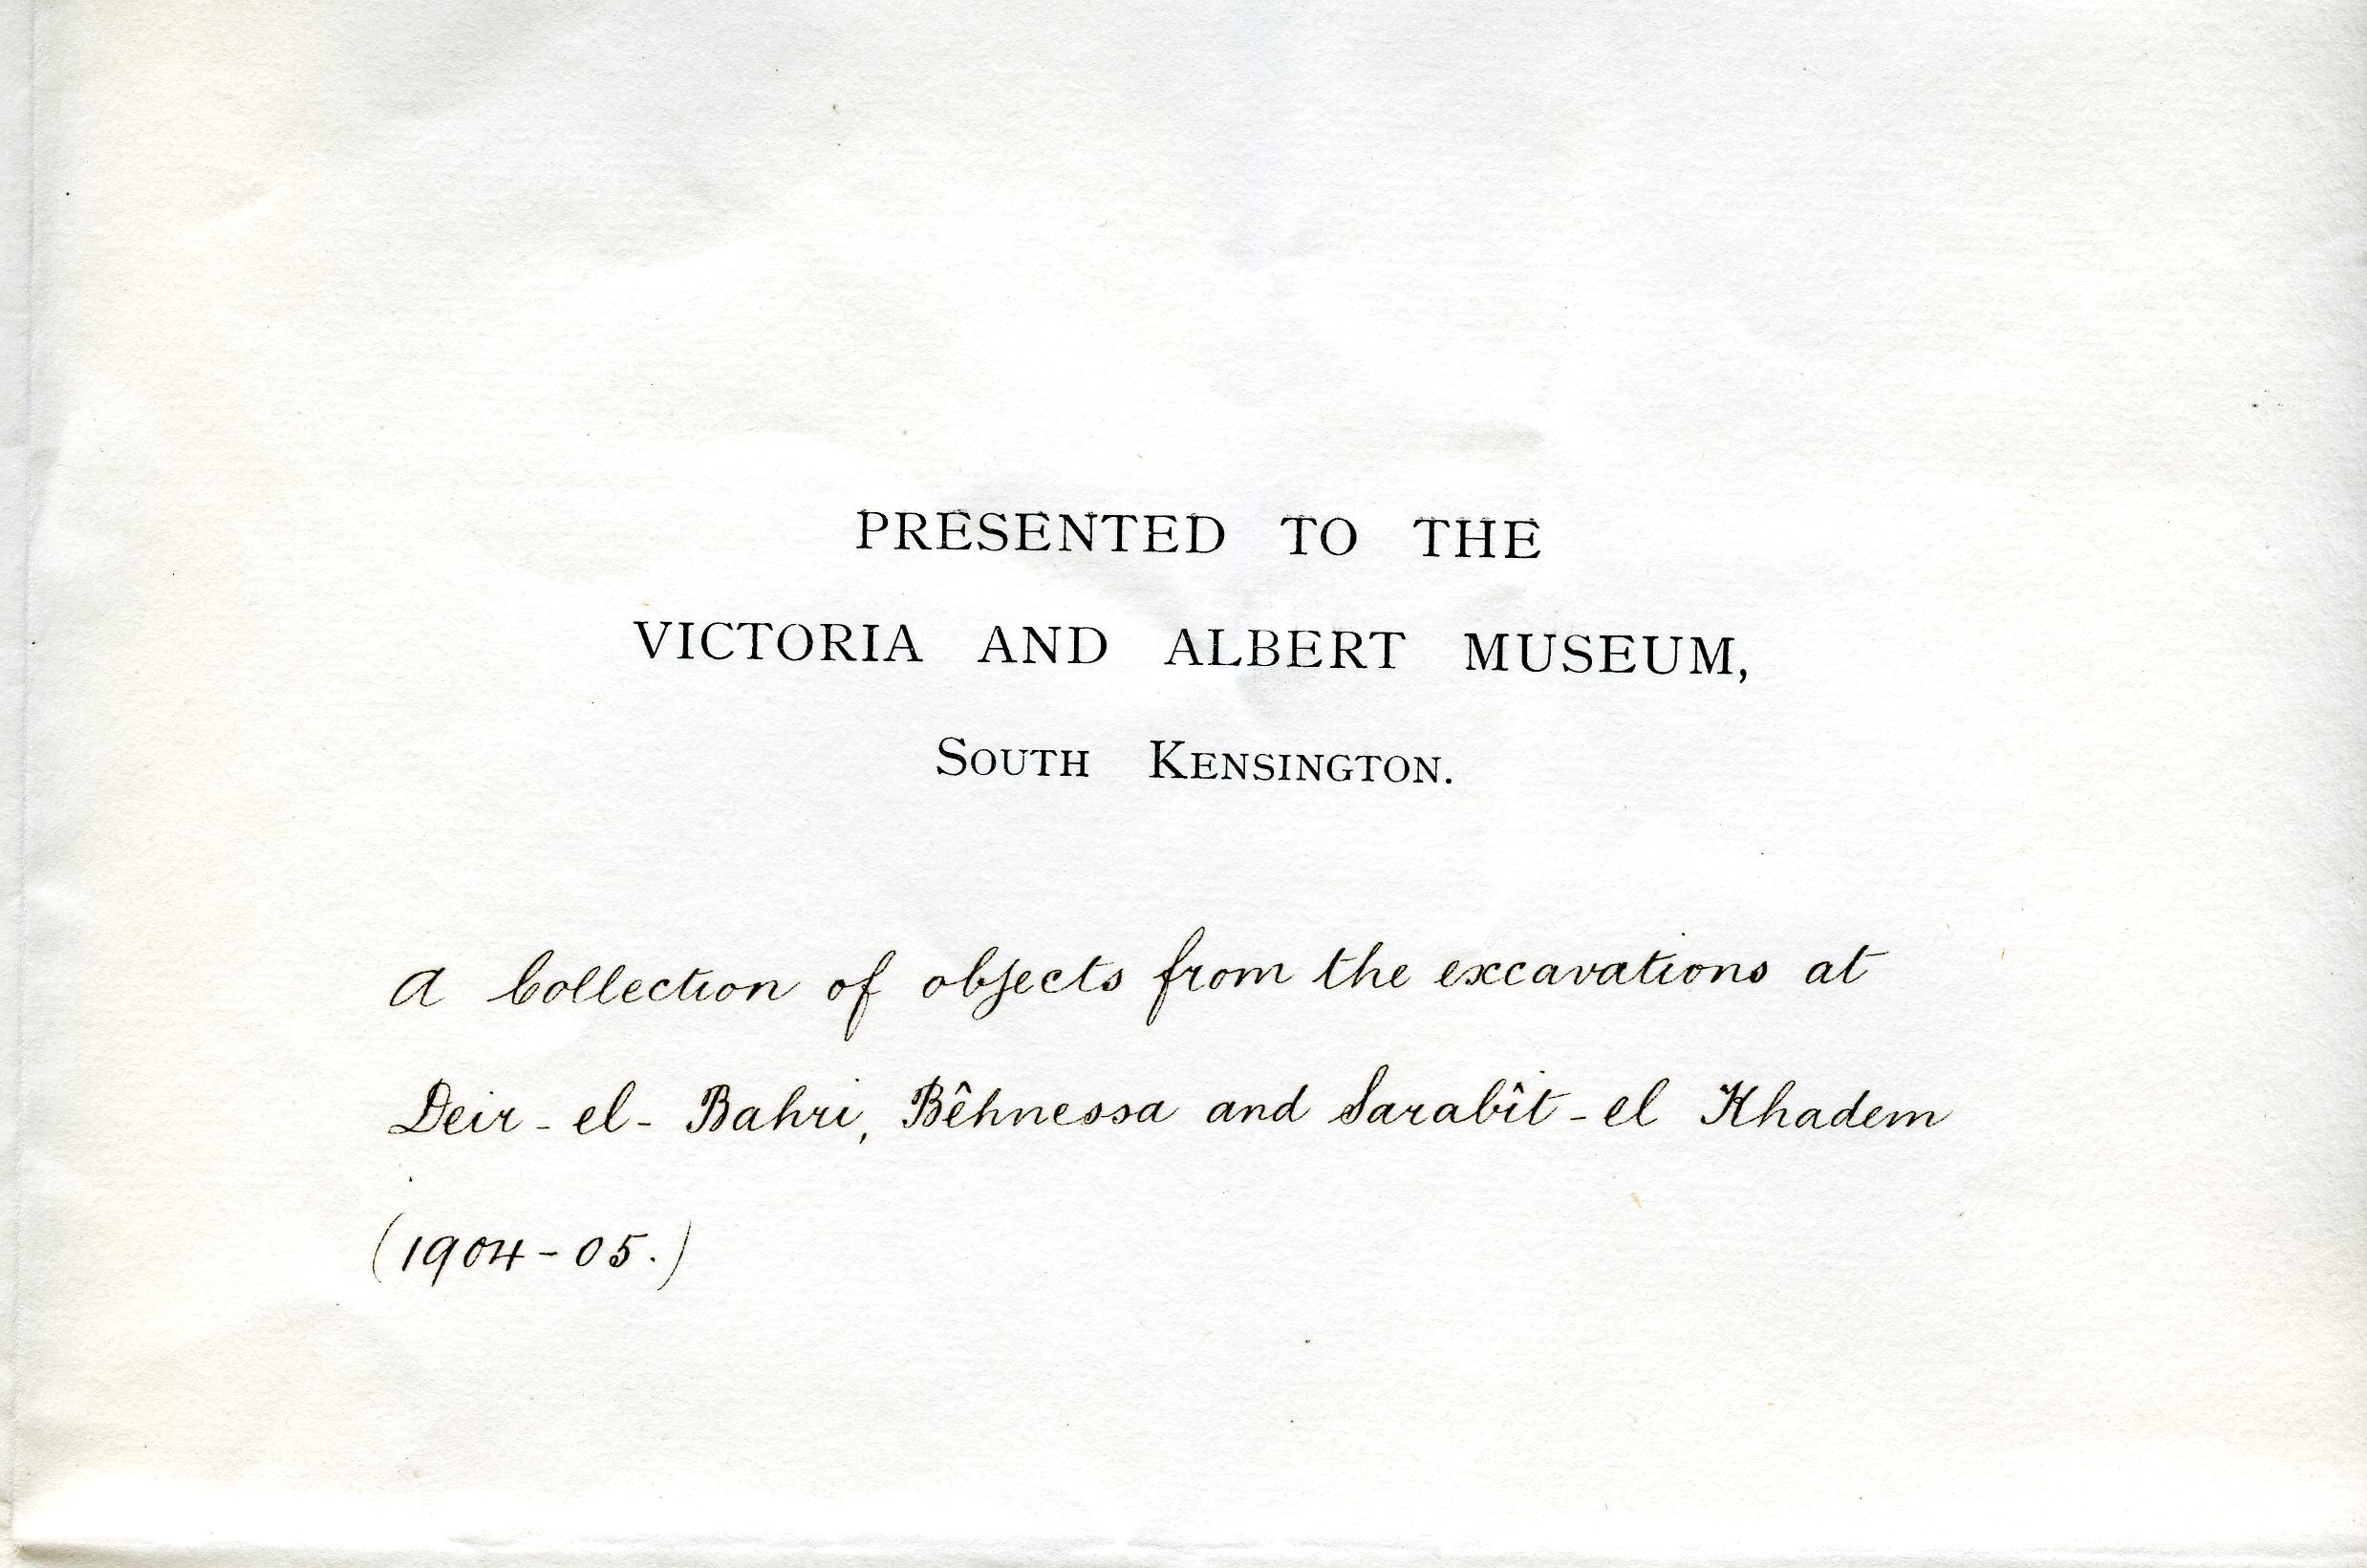 PRESENTED TO THE
VICTORIA AND ALBERT MUSEUM,
SOUTH KENSINGTON.
A Collection of objects from the excavations at
Deir-el-Bahri, Bêhnessa and Sarabît-el Khadem
(1904-05.)